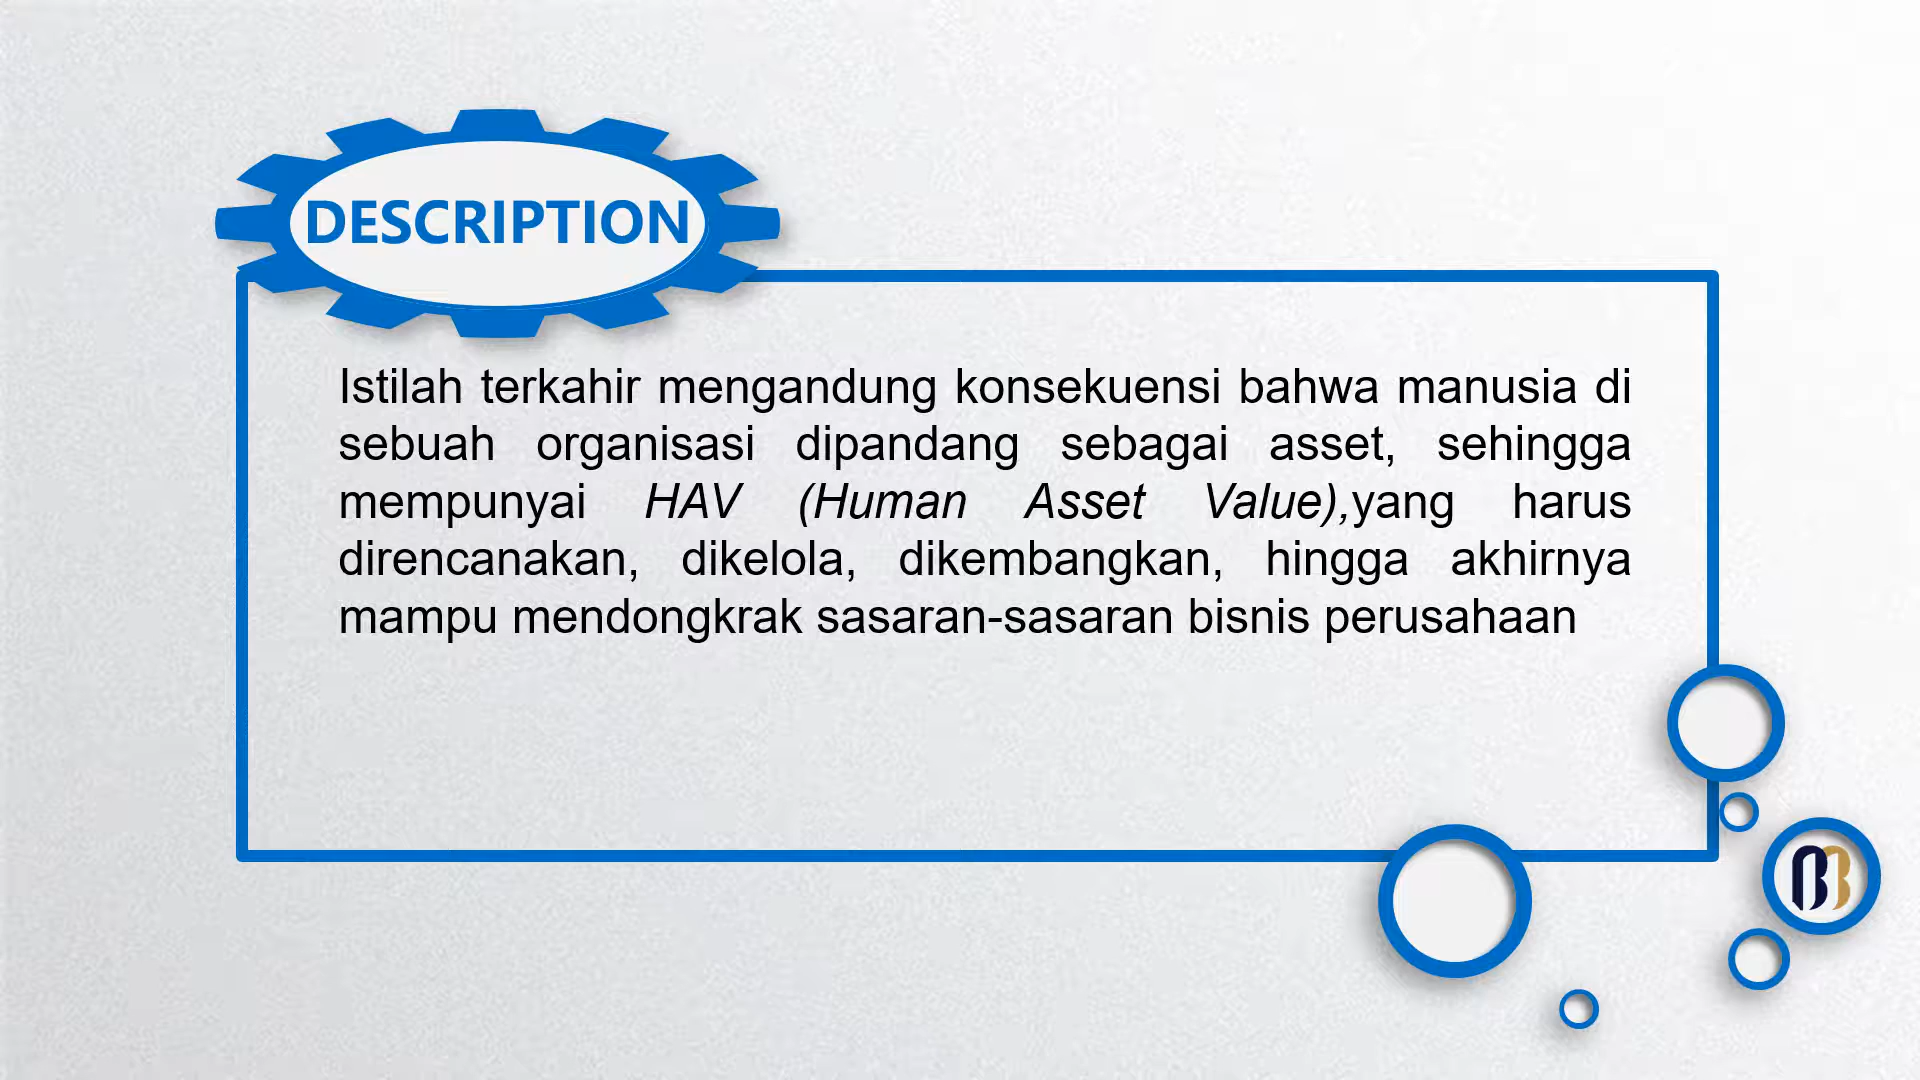 DESCRIPTION
Istilah terkahir mengandung konsekuensi bahwa manusia di
sebuah organisasi dipandang sebagai asset, sehingga
mempunyai HAV (Human Asset Value),yang harus
direncanakan, dikelola, dikembangkan, hingga akhirnya
mampu mendongkrak sasaran-sasaran bisnis perusahaan